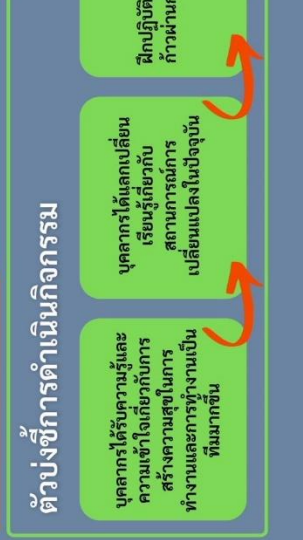 ตัวบ่งชี้การดำเนินกิจกรรม
บุคลากรได้รับความรู้และ
ความเข้าใจเกี่ยวกับการ
สร้างความสุขในการ
ทำงานและการทำงานเป็น
ทีมมากขึ้น
บุคลากรได้แลกเปลี่ยน
เรียนรู้เกี่ยวกับ
สถานการณ์การ
เปลี่ยนแปลงในปัจจุบัน
ฝึกปฏิบัติ
ก้าวผ่าน